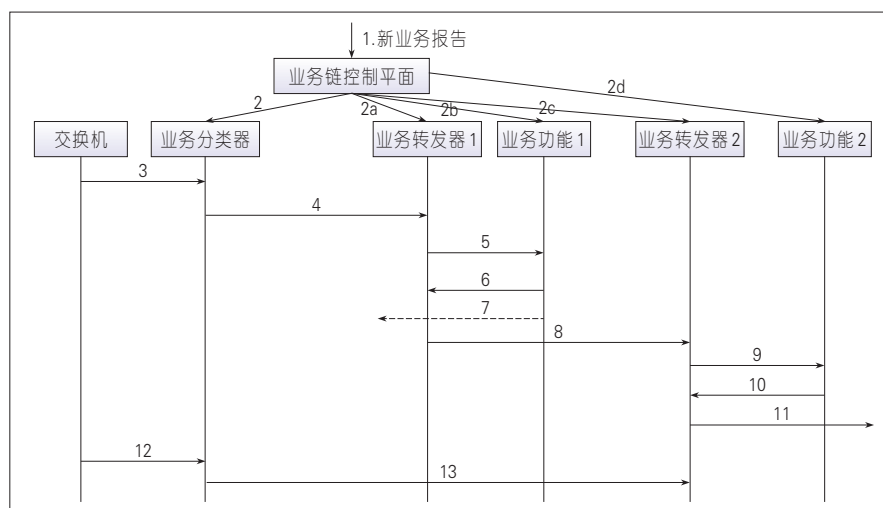 1.新业务报告
业务链控制平面
2
2a
2b
2c
2d
交换机
业务分类器
业务转发器1
业务功能1
业务转发器2
业务功能2
3
4
5
6
7
8
9
10
11
12
13